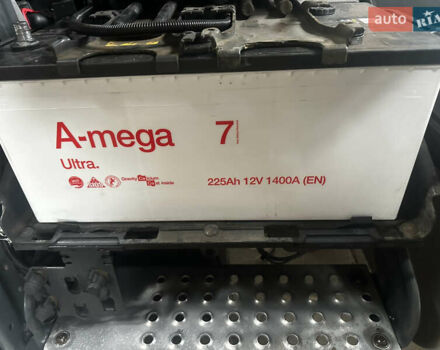 auto RIA
A-mega 7
Ultra.
225Ah 12V 1400A (EN)